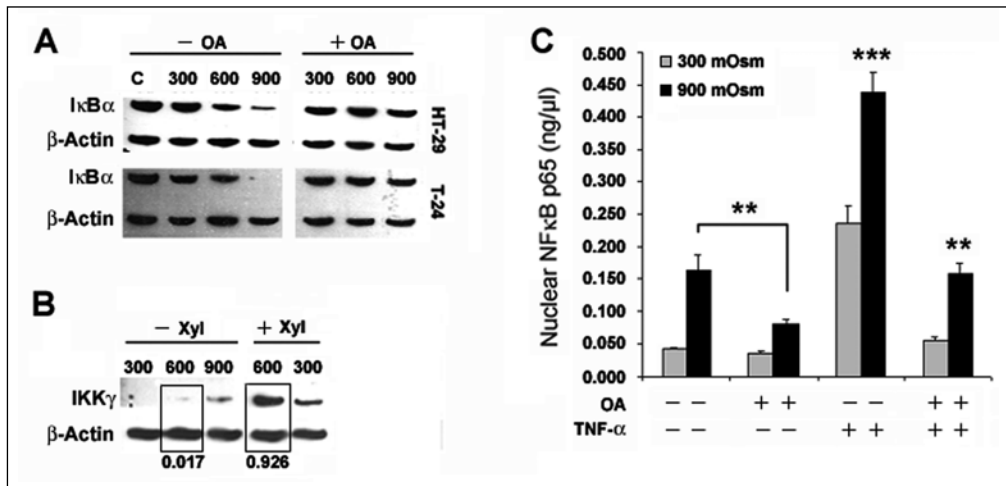 A
− OA
+ OA
C 300 600 900 300 600 900
IκBα
β-Actin
HT-29
IκBα
β-Actin
T-24
B
− Xyl
+ Xyl
300 600 900 600 300
IKKγ
β-Actin
0.017 0.926
C
Nuclear NFκB p65 (ng/µl)
0.500
0.450
0.400
0.350
0.300
0.250
0.200
0.150
0.100
0.050
0.000
300 mOsm
900 mOsm
**
***
**
OA − − + + − − + +
TNF-α − − − − + + + +